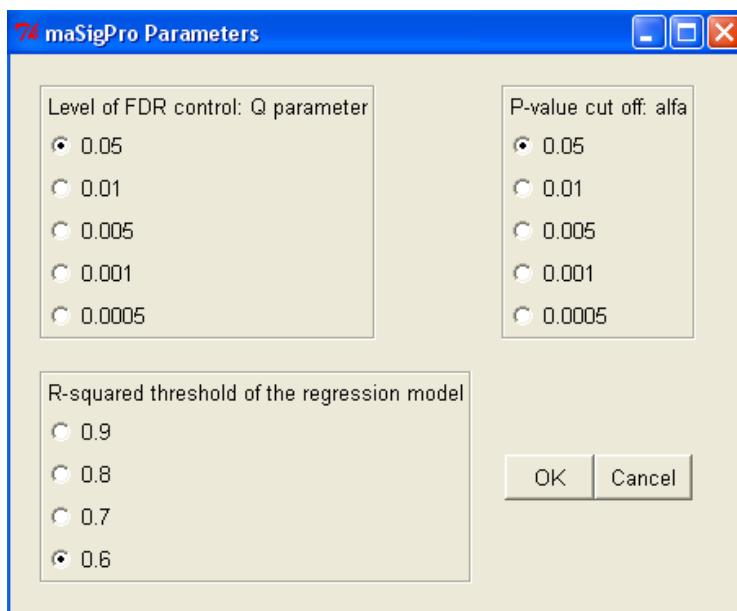 maSigPro Parameters
Level of FDR control: Q parameter
0.05
0.01
0.005
0.001
0.0005
P-value cut off: alfa
0.05
0.01
0.005
0.001
0.0005
R-squared threshold of the regression model
0.9
0.8
0.7
0.6
OK Cancel